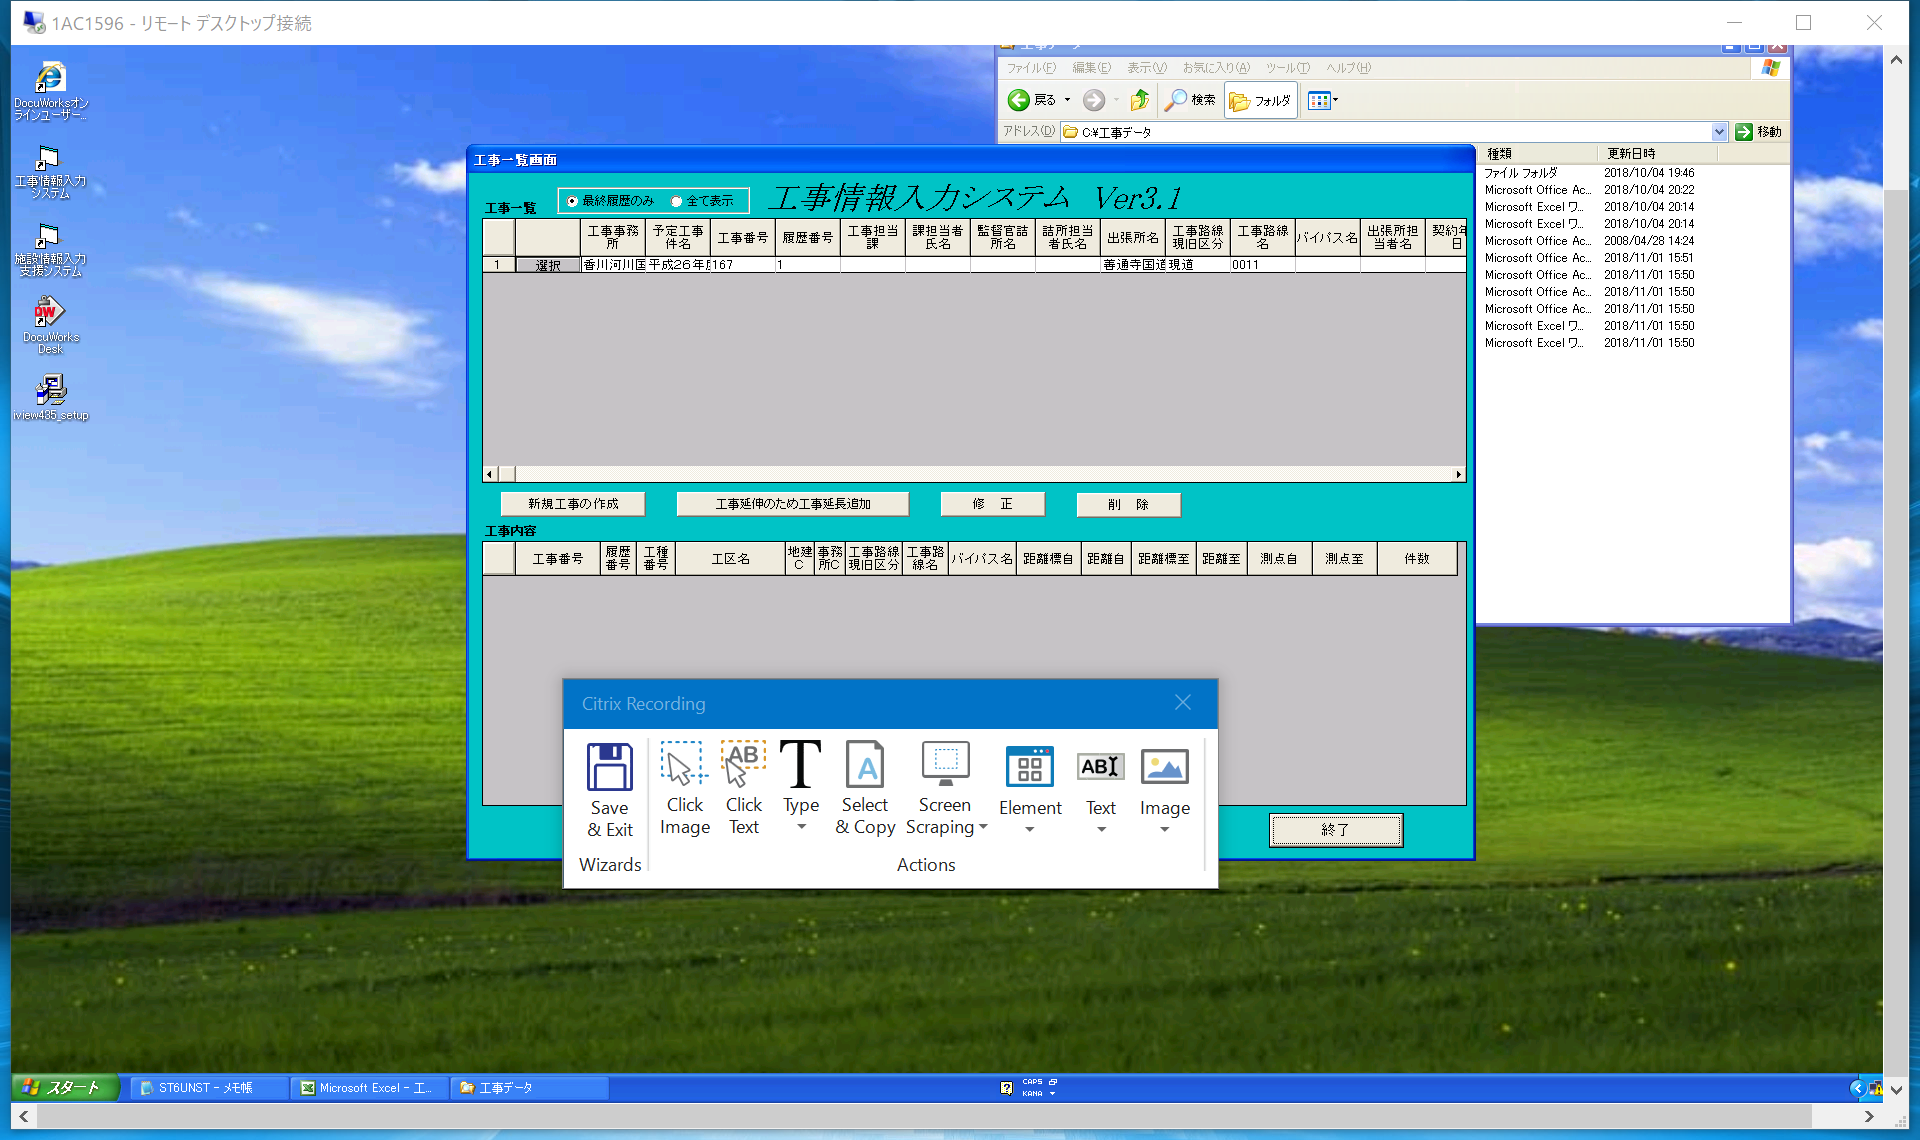 1AC1596 - リモート デスクトップ接続
DocuWorksオン
ラインユーザー...
工事情報入力
システム
施設情報入力
支援システム
DocuWorks
Desk
iview435_setup
ファイル(F) 編集(E) 表示(V) お気に入り(A) ツール(T) ヘルプ(H)
戻る 検索 フォルダ
アドレス(D) C:¥工事データ 移動
種類 更新日時
ファイル フォルダ 2018/10/04 19:46
Microsoft Office Ac... 2018/10/04 20:22
Microsoft Excel ワ... 2018/10/04 20:14
Microsoft Excel ワ... 2018/10/04 20:14
Microsoft Office Ac... 2008/04/28 14:24
Microsoft Office Ac... 2018/11/01 15:51
Microsoft Office Ac... 2018/11/01 15:50
Microsoft Office Ac... 2018/11/01 15:50
Microsoft Office Ac... 2018/11/01 15:50
Microsoft Excel ワ... 2018/11/01 15:50
Microsoft Excel ワ... 2018/11/01 15:50
工事一覧画面
工事一覧 最終履歴のみ 全て表示 工事情報入力システム Ver3.1
工事事務所 予定工事件名 工事番号 履歴番号 工事担当課 課担当者氏名 監督官詰所名 詰所担当者氏名 出張所名 工事路線現旧区分 工事路線名 バイパス名 出張所担当者名 契約年日
1 選択 香川河川国 平成26年度 167 1 善通寺国道 現道 0011
新規工事の作成 工事延伸のため工事延長追加 修 正 削 除
工事内容
工事番号 履歴番号 工種番号 工区名 地建C 事務所C 工事路線現旧区分 工事路線名 バイパス名 距離標自 距離自 距離標至 距離至 測点自 測点至 件数
終了
Citrix Recording
Save & Exit
Click Image
Click Text
Type
Select & Copy
Screen Scraping
Element
Text
Image
Wizards Actions
スタート ST6UNST - メモ帳 Microsoft Excel - 工... 工事データ
CAPS
KANA